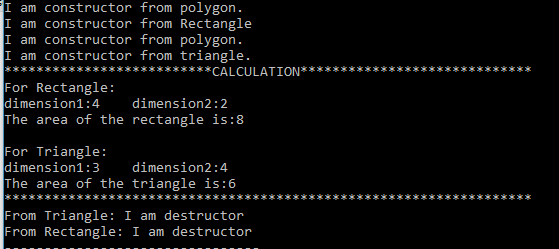 I am constructor from polygon.
I am constructor from Rectangle
I am constructor from polygon.
I am constructor from triangle.
**************************CALCULATION*****************************
For Rectangle:
dimension1:4    dimension2:2
The area of the rectangle is:8

For Triangle:
dimension1:3    dimension2:4
The area of the triangle is:6
******************************************************************
From Triangle: I am destructor
From Rectangle: I am destructor
--------------------------------